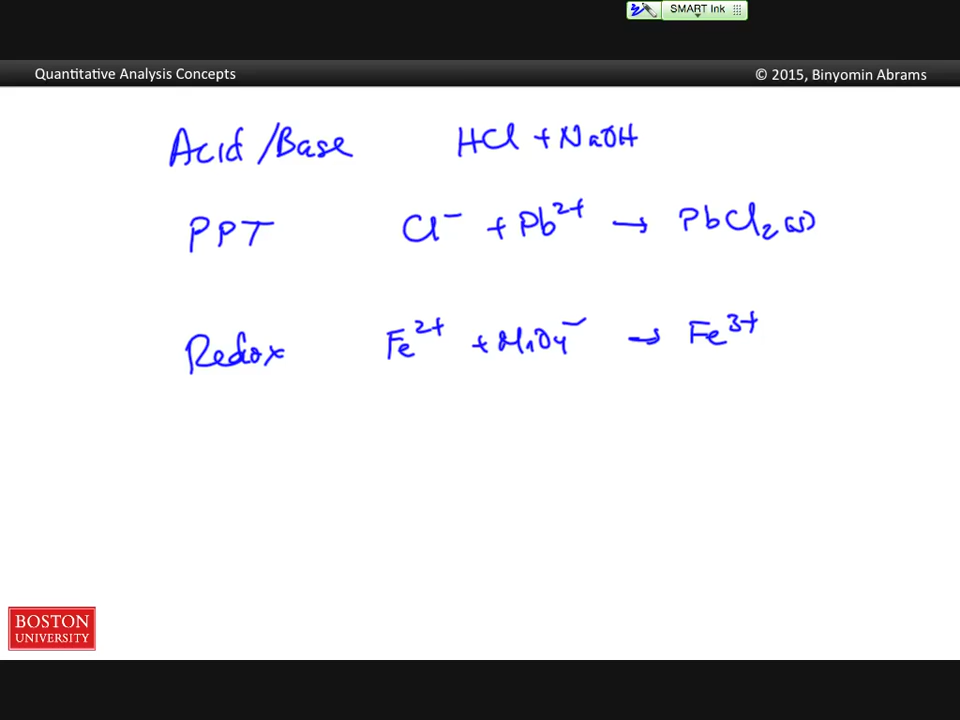 SMART Ink
Quantitative Analysis Concepts © 2015, Binyomin Abrams
Acid/Base HCl + NaOH
PPT Cl⁻ + Pb²⁺ → PbCl₂(s)
Redox Fe²⁺ + MnO₄⁻ → Fe³⁺
BOSTON
UNIVERSITY